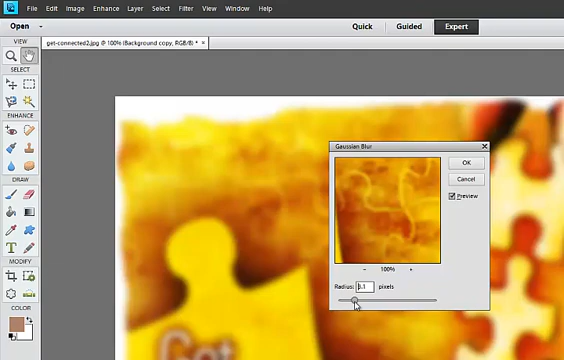 File Edit Image Enhance Layer Select Filter View Window Help
Open Quick Guided Expert
VIEW
get-connected2.jpg @ 100% (Background copy, RGB/8) * ×
SELECT
ENHANCE
DRAW
T
MODIFY
COLOR
Gaussian Blur
OK
Cancel
Preview
100%
Radius: 3.1 pixels
Get